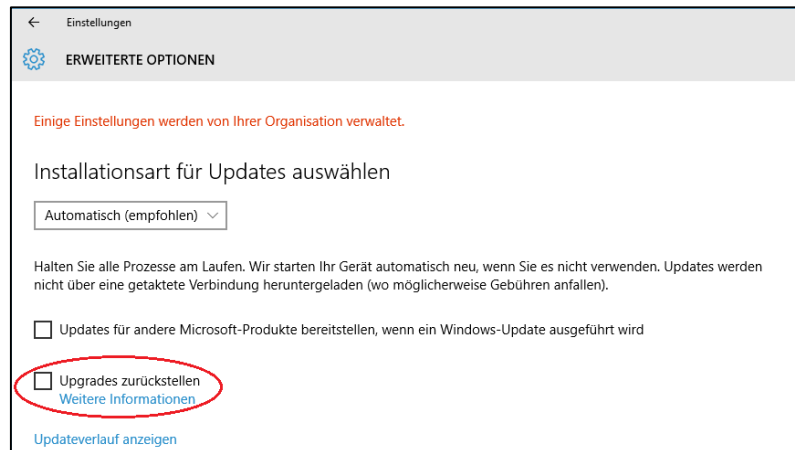 Einstellungen
ERWEITERTE OPTIONEN
Einige Einstellungen werden von Ihrer Organisation verwaltet.
Installationsart für Updates auswählen
Automatisch (empfohlen)
Halten Sie alle Prozesse am Laufen. Wir starten Ihr Gerät automatisch neu, wenn Sie es nicht verwenden. Updates werden
nicht über eine getaktete Verbindung heruntergeladen (wo möglicherweise Gebühren anfallen).
Updates für andere Microsoft-Produkte bereitstellen, wenn ein Windows-Update ausgeführt wird
Upgrades zurückstellen
Weitere Informationen
Updateverlauf anzeigen